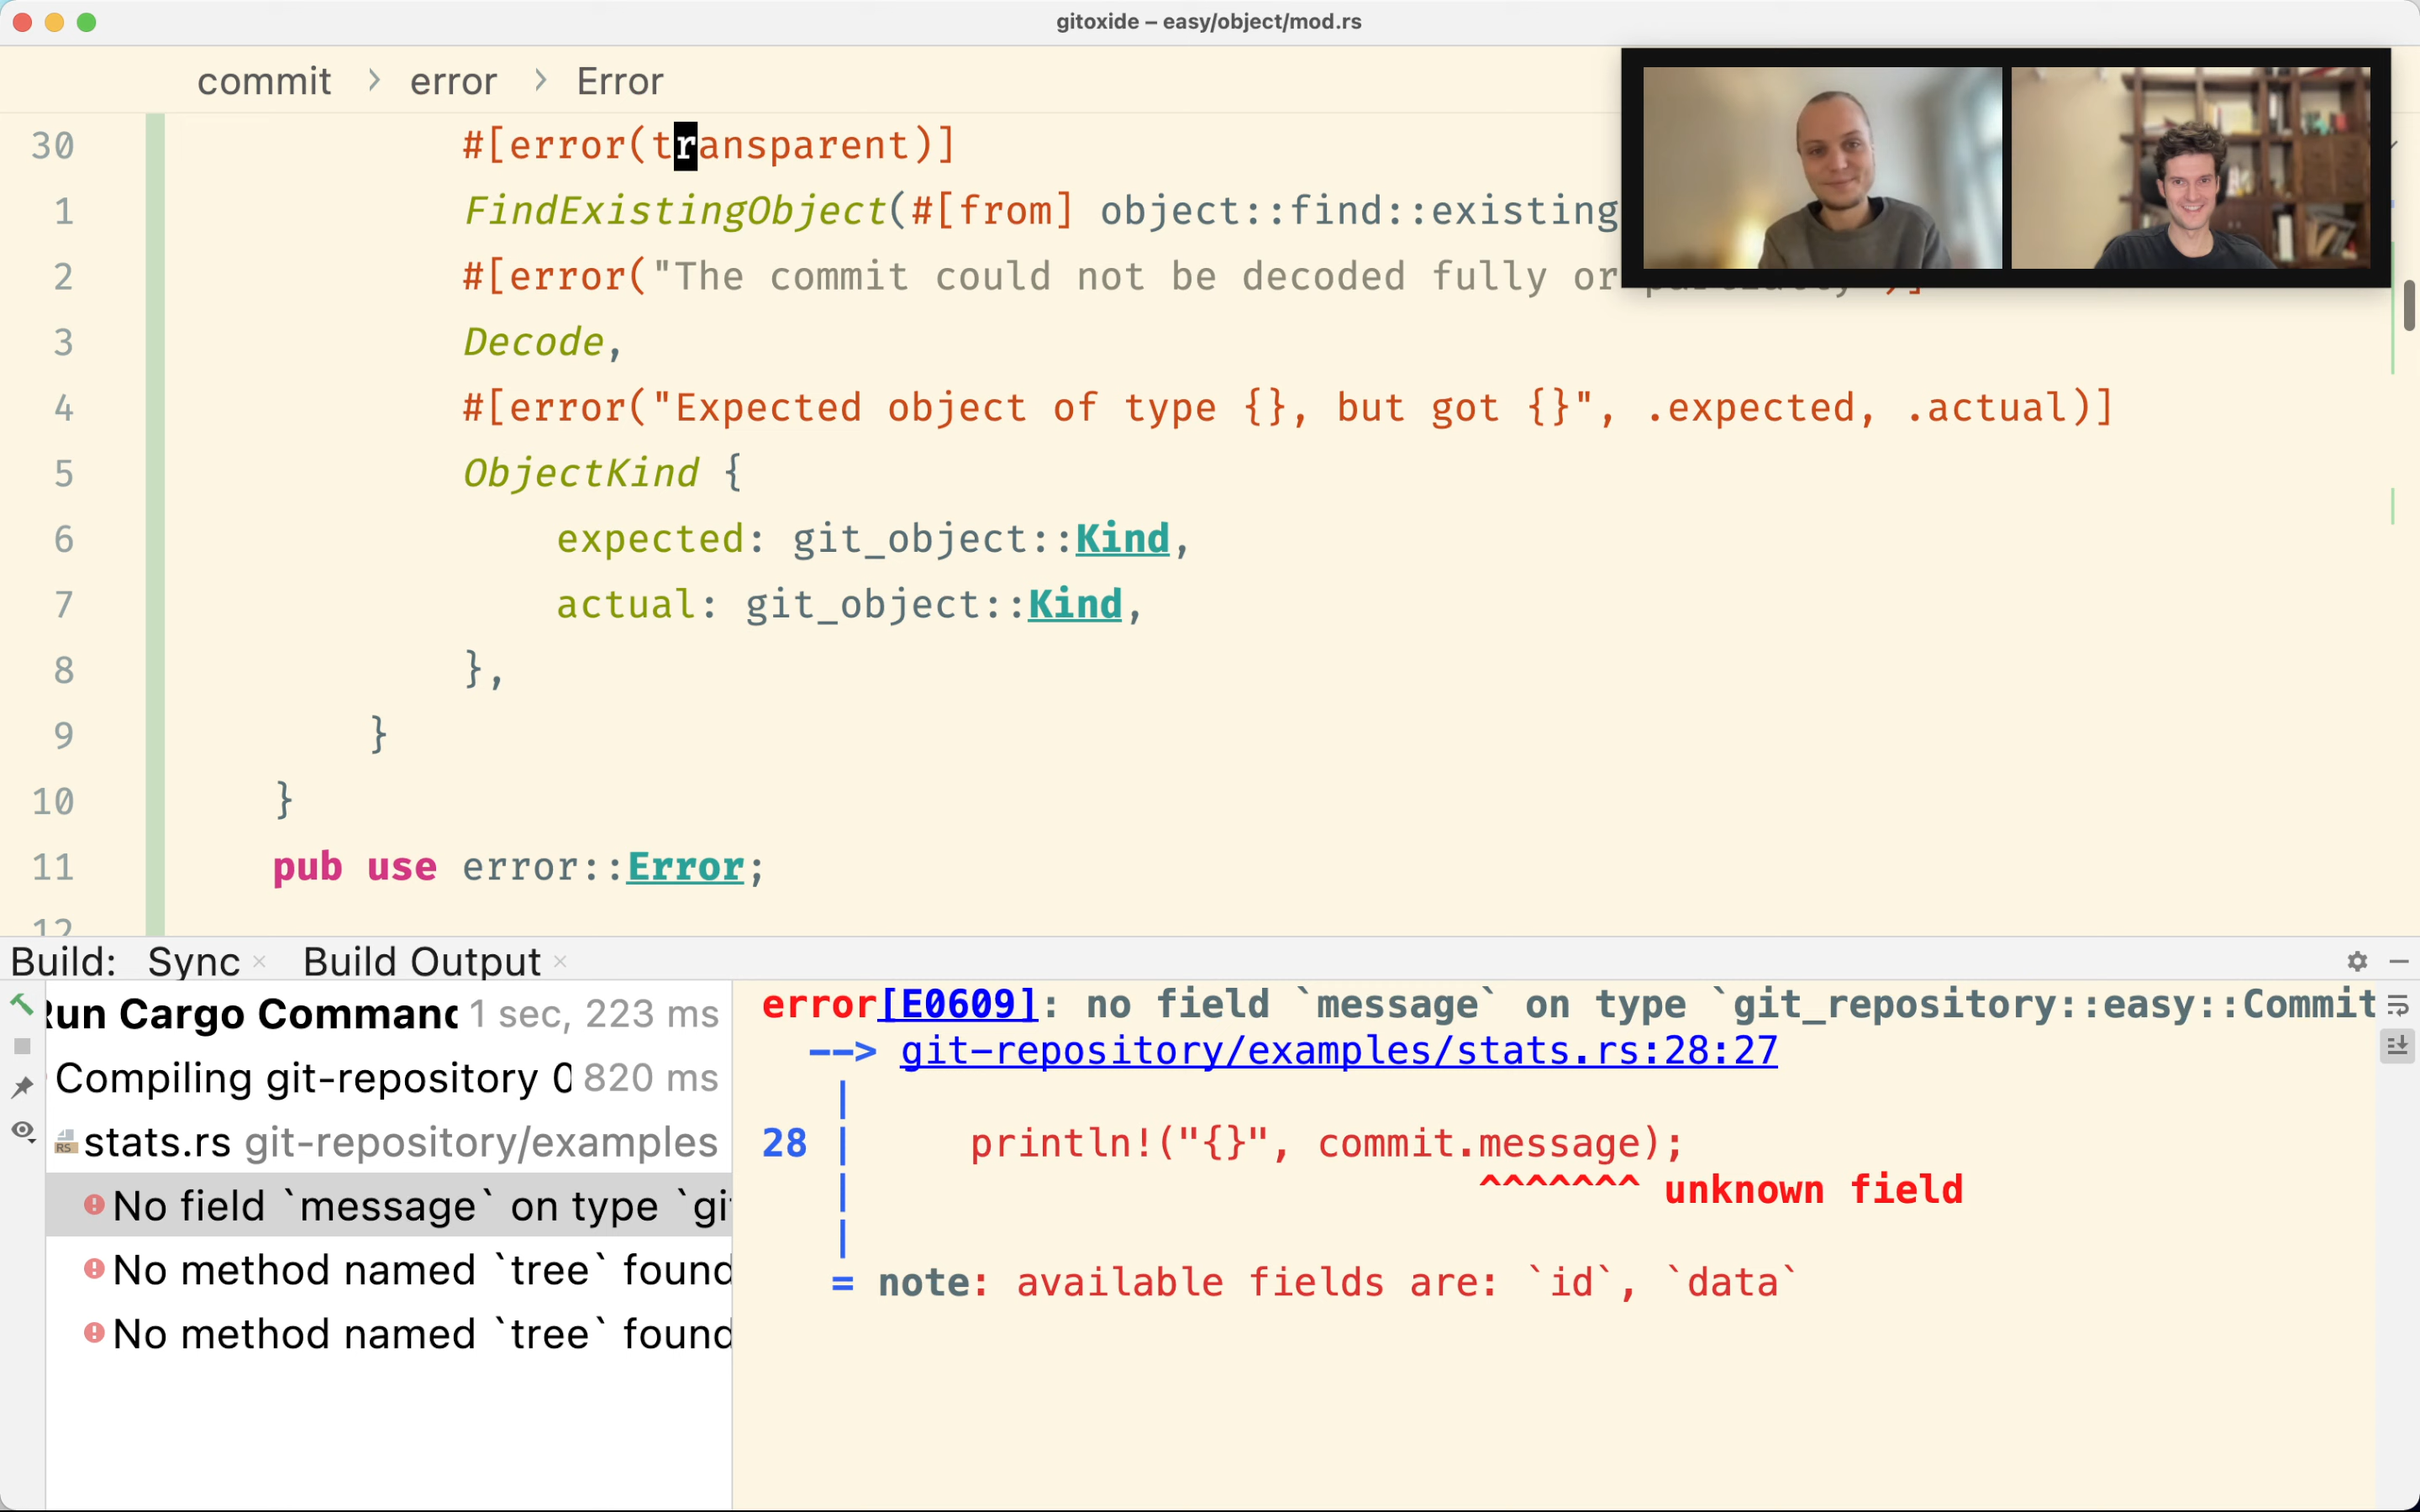 gitoxide – easy/object/mod.rs
commit > error > Error
30 #[error(transparent)]
1 FindExistingObject(#[from] object::find::existing
2 #[error("The commit could not be decoded fully or
3 Decode,
4 #[error("Expected object of type {}, but got {}", .expected, .actual)]
5 ObjectKind {
6 expected: git_object::Kind,
7 actual: git_object::Kind,
8 },
9 }
10 }
11 pub use error::Error;
12
Build: Sync × Build Output ×
Run Cargo Command 1 sec, 223 ms
Compiling git-repository 0 820 ms
stats.rs git-repository/examples
No field `message` on type `gi
No method named `tree` found
No method named `tree` found
error[E0609]: no field `message` on type `git_repository::easy::Commit
--> git-repository/examples/stats.rs:28:27
|
28 | println!("{}", commit.message);
| ^^^^^^^ unknown field
|
= note: available fields are: `id`, `data`